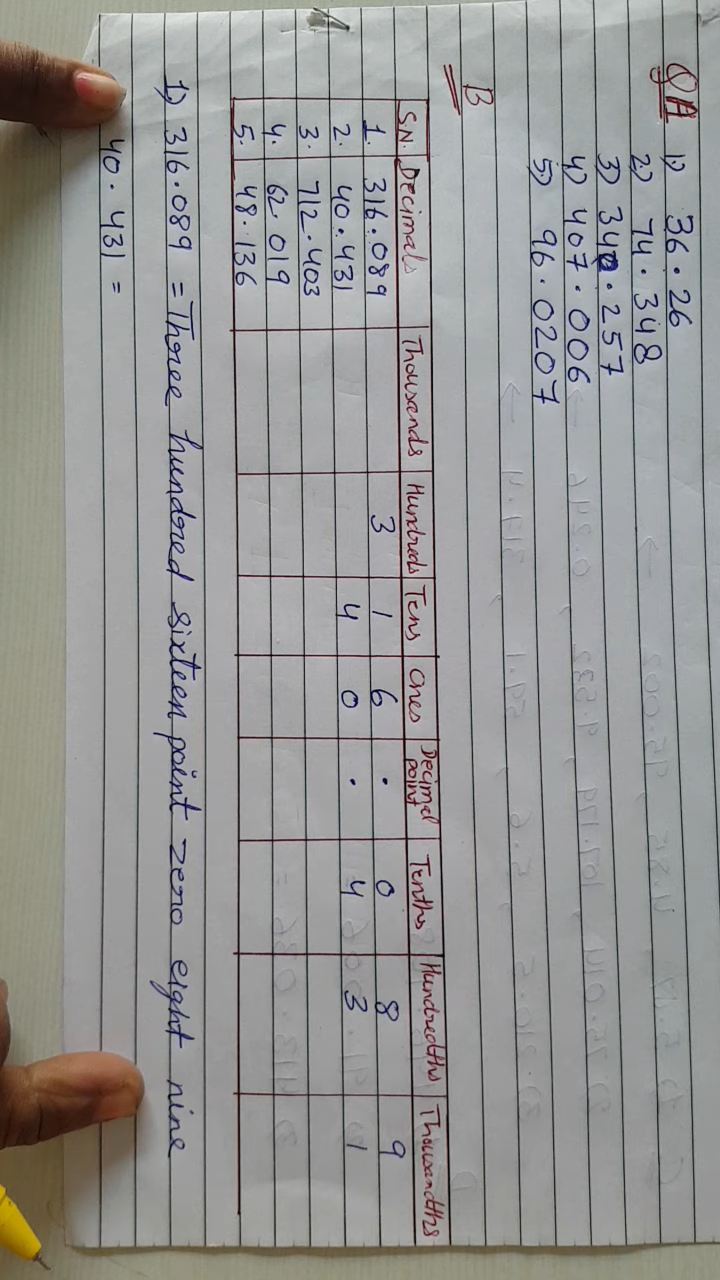 QA 1) 36.26
2) 74.348
3) 340.257
4) 407.006
5) 96.0207
B
S.N. Decimals Thousands Hundreds Tens Ones Decimal point Tenths Hundredths Thousandths
1. 316.089 3 1 6 . 0 8 9
2. 40.431 4 0 . 4 3 1
3. 712.403
4. 62.019
5. 48.136
1) 316.089 = Three hundred sixteen point zero eight nine
40.431 =